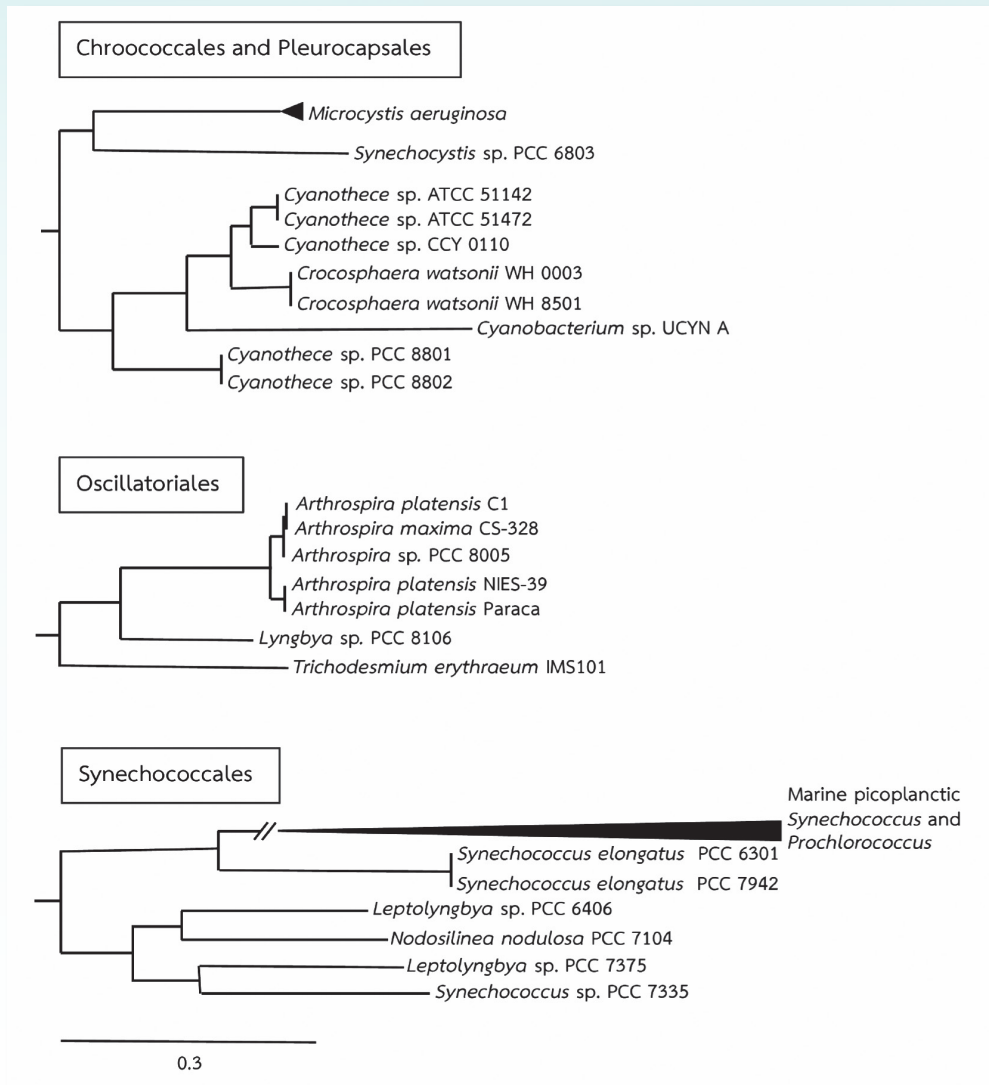 Chroococcales and Pleurocapsales
Microcystis aeruginosa
Synechocystis sp. PCC 6803
Cyanothece sp. ATCC 51142
Cyanothece sp. ATCC 51472
Cyanothece sp. CCY 0110
Crocosphaera watsonii WH 0003
Crocosphaera watsonii WH 8501
Cyanobacterium sp. UCYN A
Cyanothece sp. PCC 8801
Cyanothece sp. PCC 8802
Oscillatoriales
Arthrospira platensis C1
Arthrospira maxima CS-328
Arthrospira sp. PCC 8005
Arthrospira platensis NIES-39
Arthrospira platensis Paraca
Lyngbya sp. PCC 8106
Trichodesmium erythraeum IMS101
Synechococcales
Marine picoplanctic
Synechococcus and
Prochlorococcus
Synechococcus elongatus PCC 6301
Synechococcus elongatus PCC 7942
Leptolyngbya sp. PCC 6406
Nodosilinea nodulosa PCC 7104
Leptolyngbya sp. PCC 7375
Synechococcus sp. PCC 7335
0.3